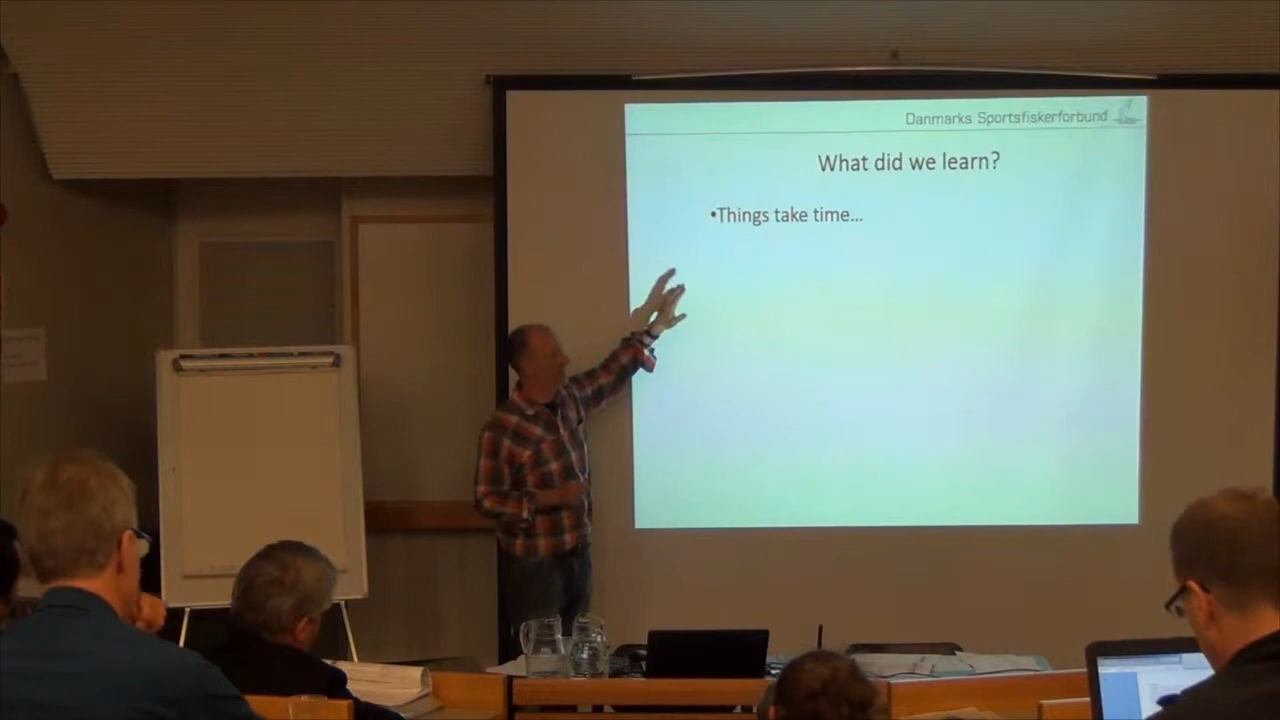 Danmarks Sportsfiskerforbund
What did we learn?
•Things take time...